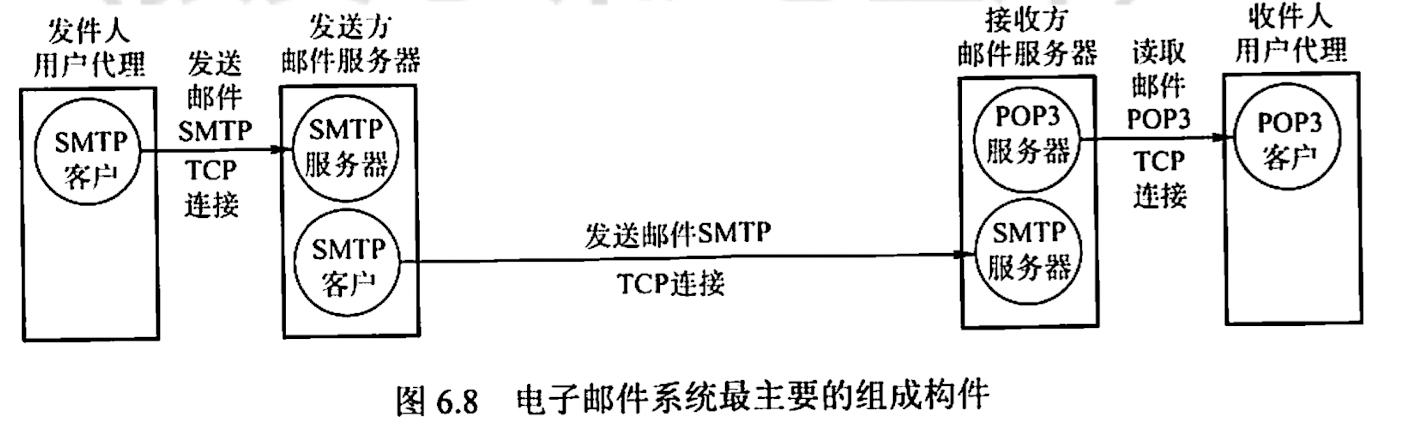 发件人
用户代理
发送
邮件
SMTP
TCP
连接
发送方
邮件服务器
SMTP
客户
SMTP
服务器
SMTP
客户
发送邮件SMTP
TCP连接
接收方
邮件服务器
POP3
服务器
SMTP
服务器
读取
邮件
POP3
TCP
连接
收件人
用户代理
POP3
客户
图 6.8 电子邮件系统最主要的组成构件